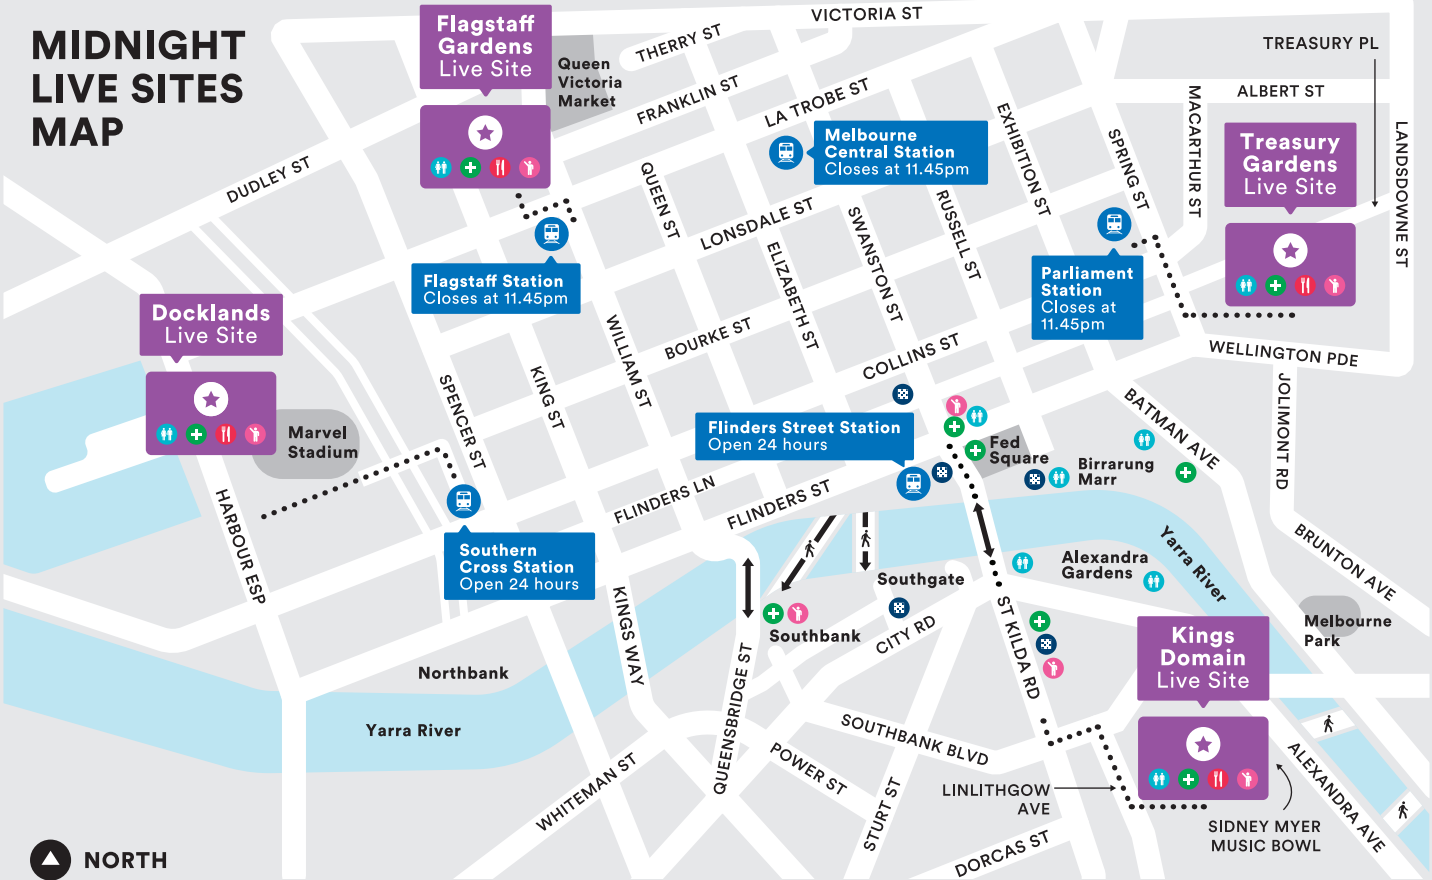 MIDNIGHT
LIVE SITES
MAP
Flagstaff
Gardens
Live Site
Queen
Victoria
Market
THERRY ST
VICTORIA ST
TREASURY PL
FRANKLIN ST
LA TROBE ST
ALBERT ST
MACARTHUR ST
LANDSDOWNE ST
EXHIBITION ST
SPRING ST
Melbourne
Central Station
Closes at 11.45pm
Treasury
Gardens
Live Site
DUDLEY ST
QUEEN ST
LONSDALE ST
ELIZABETH ST
SWANSTON ST
RUSSELL ST
Flagstaff Station
Closes at 11.45pm
Parliament
Station
Closes at
11.45pm
Docklands
Live Site
WILLIAM ST
BOURKE ST
COLLINS ST
WELLINGTON PDE
JOLIMONT RD
BATMAN AVE
SPENCER ST
KING ST
Marvel
Stadium
Flinders Street Station
Open 24 hours
Fed
Square
Birrarung
Marr
FLINDERS LN
FLINDERS ST
HARBOUR ESP
Southern
Cross Station
Open 24 hours
Yarra River
BRUNTON AVE
Alexandra
Gardens
Southgate
Southbank
CITY RD
ST KILDA RD
KINGS WAY
QUEENSBRIDGE ST
Melbourne
Park
Kings
Domain
Live Site
Northbank
Yarra River
SOUTHBANK BLVD
POWER ST
WHITEMAN ST
STURT ST
LINLITHGOW
AVE
DORCAS ST
SIDNEY MYER
MUSIC BOWL
ALEXANDRA AVE
NORTH